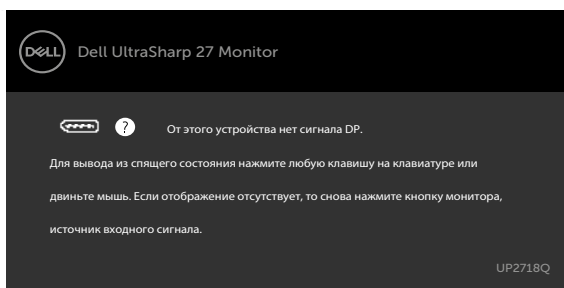 DELL
Dell UltraSharp 27 Monitor
?
От этого устройства нет сигнала DP.
Для вывода из спящего состояния нажмите любую клавишу на клавиатуре или
двиньте мышь. Если отображение отсутствует, то снова нажмите кнопку монитора,
источник входного сигнала.
UP2718Q